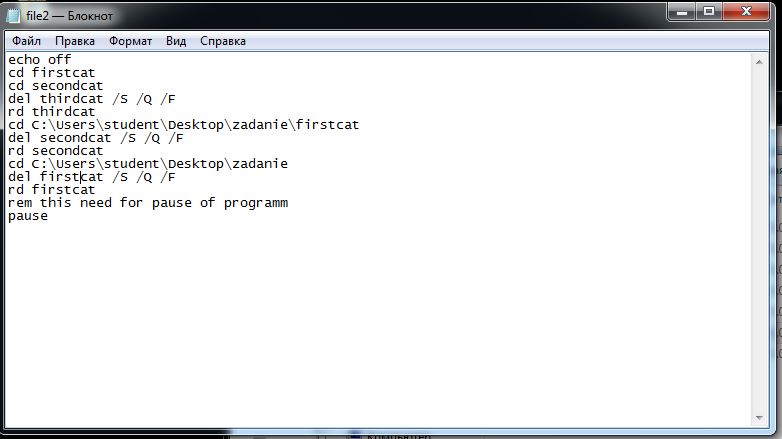 file2 — Блокнот
Файл Правка Формат Вид Справка
echo off
cd firstcat
cd secondcat
del thirdcat /S /Q /F
rd thirdcat
cd C:\Users\student\Desktop\zadanie\firstcat
del secondcat /S /Q /F
rd secondcat
cd C:\Users\student\Desktop\zadanie
del firstcat /S /Q /F
rd firstcat
rem this need for pause of programm
pause